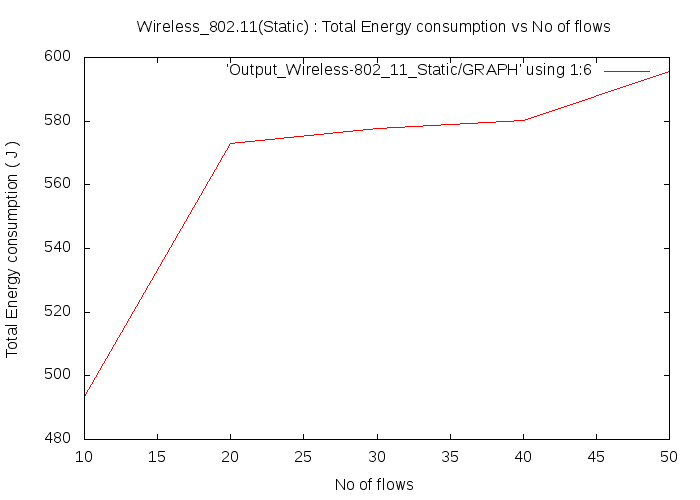 Wireless_802.11(Static) : Total Energy consumption vs No of flows
'Output_Wireless-802_11_Static/GRAPH' using 1:6
Total Energy consumption ( J )
600
580
560
540
520
500
480
10 15 20 25 30 35 40 45 50
No of flows